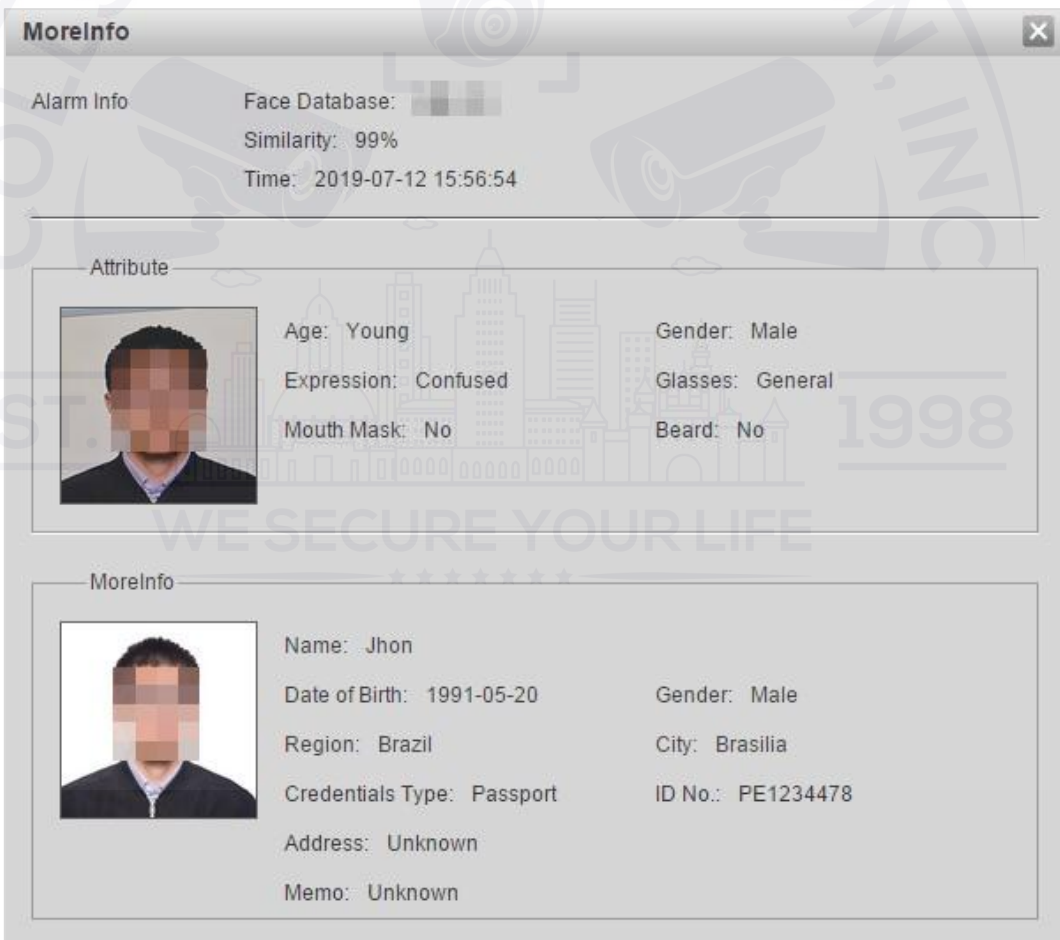 MoreInfo
Alarm Info
Face Database:
Similarity: 99%
Time: 2019-07-12 15:56:54
Attribute
Age: Young Gender: Male
Expression: Confused Glasses: General
Mouth Mask: No Beard: No
EST. 1998
WE SECURE YOUR LIFE
MoreInfo
Name: Jhon
Date of Birth: 1991-05-20 Gender: Male
Region: Brazil City: Brasilia
Credentials Type: Passport ID No.: PE1234478
Address: Unknown
Memo: Unknown